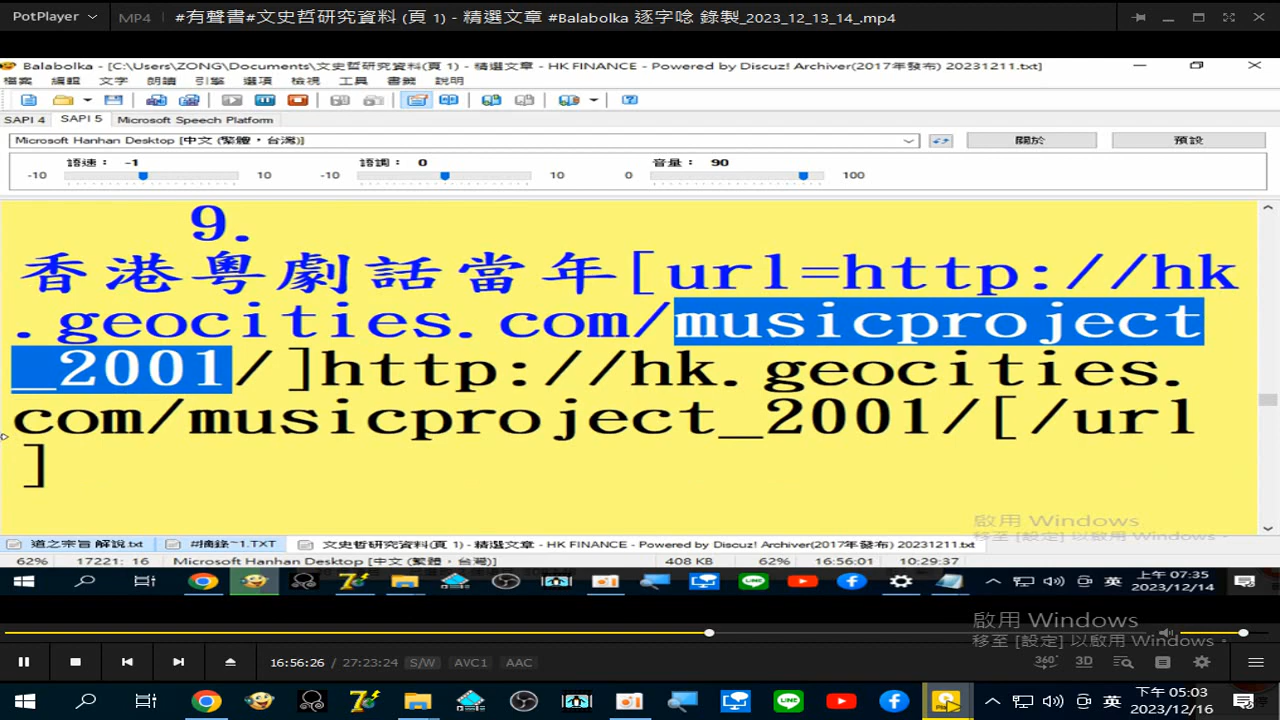 PotPlayer
MP4
#有聲書#文史哲研究資料 (頁 1) - 精選文章 #Balabolka 逐字唸 錄製_2023_12_13_14_.mp4
Balabolka - [C:\Users\ZONG\Documents\文史哲研究資料(頁 1) - 精選文章 - HK FINANCE - Powered by Discuz! Archiver(2017年發布) 20231211.txt]
檔案 編輯 文字 朗讀 引擎 選項 檢視 工具 書籤 說明
SAPI 4 SAPI 5 Microsoft Speech Platform
Microsoft Hanhan Desktop [中文 (繁體，台灣)]
關於
預設
語速： -1 語調： 0 音量： 90
-10 10 -10 10 0 100
9.
香港粵劇話當年[url=http://hk
.geocities.com/musicproject
_2001/]http://hk.geocities.
com/musicproject_2001/[/url
]
啟用 Windows
移至 [設定] 以啟用 Windows。
道之宗旨 解說.txt
#摘錄~1.TXT
文史哲研究資料(頁 1) - 精選文章 - HK FINANCE - Powered by Discuz! Archiver(2017年發布) 20231211.txt
62% 17221: 16 Microsoft Hanhan Desktop [中文 (繁體，台灣)] 408 KB 62% 16:56:01 10:29:37
英
上午 07:35
2023/12/14
啟用 Windows
移至 [設定] 以啟用 Windows。
16:56:26 / 27:23:24 S/W AVC1 AAC
360° 3D
英
下午 05:03
2023/12/16